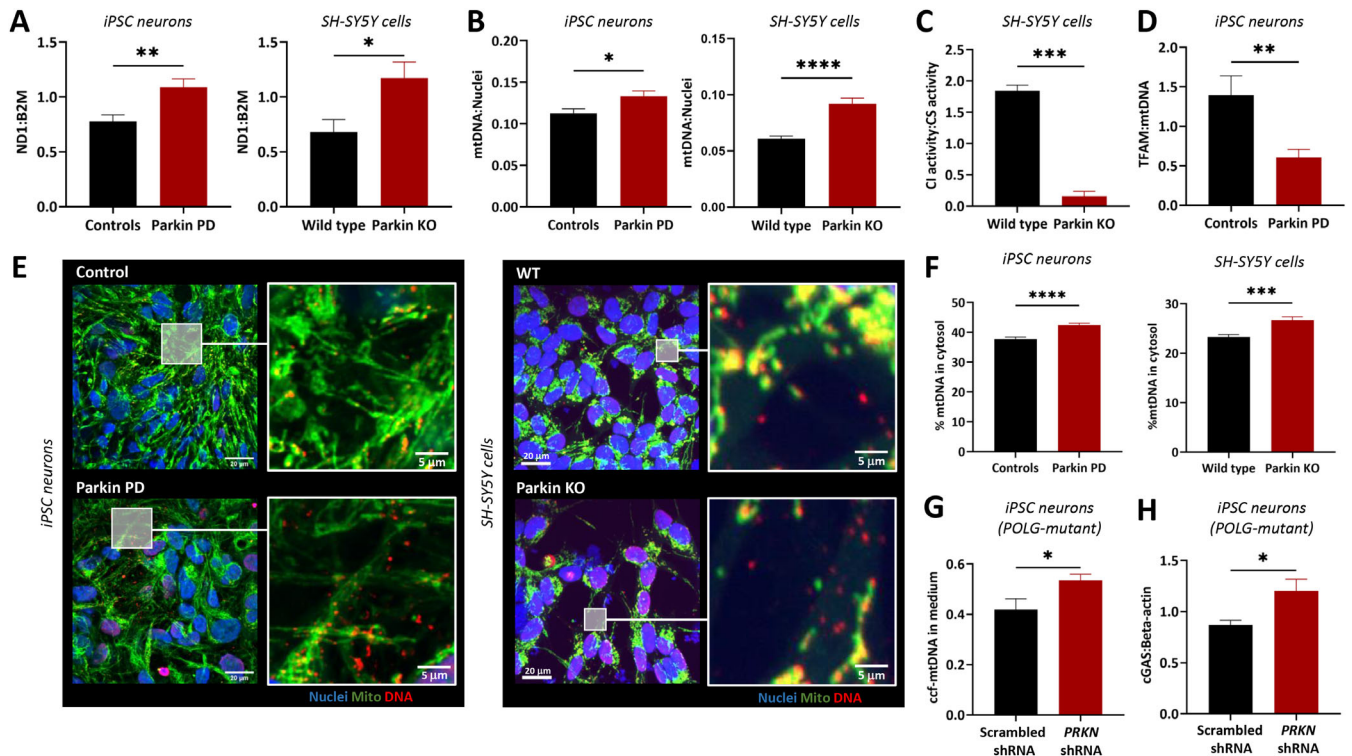 A
iPSC neurons
**
ND1:B2M
1.5
1.0
0.5
0.0
Controls Parkin PD
SH-SY5Y cells
*
ND1:B2M
1.5
1.0
0.5
0.0
Wild type Parkin KO
B
iPSC neurons
*
mtDNA:Nuclei
0.20
0.15
0.10
0.05
0.00
Controls Parkin PD
SH-SY5Y cells
****
mtDNA:Nuclei
0.15
0.10
0.05
0.00
Wild type Parkin KO
C
SH-SY5Y cells
***
CI activity:CS activity
2.5
2.0
1.5
1.0
0.5
0.0
Wild type Parkin KO
D
iPSC neurons
**
TFAM:mtDNA
2.0
1.5
1.0
0.5
0.0
Controls Parkin PD
E
iPSC neurons
Control
20 µm
5 µm
Parkin PD
20 µm
5 µm
Nuclei Mito DNA
SH-SY5Y cells
WT
20 µm
5 µm
Parkin KO
20 µm
5 µm
Nuclei Mito DNA
F
iPSC neurons
****
% mtDNA in cytosol
50
40
30
20
10
0
Controls Parkin PD
SH-SY5Y cells
***
%mtDNA in cytosol
30
20
10
0
Wild type Parkin KO
G
iPSC neurons
(POLG-mutant)
*
ccf-mtDNA in medium
0.6
0.4
0.2
0.0
Scrambled PRKN
shRNA shRNA
H
iPSC neurons
(POLG-mutant)
*
cGAS:Beta-actin
1.5
1.0
0.5
0.0
Scrambled PRKN
shRNA shRNA